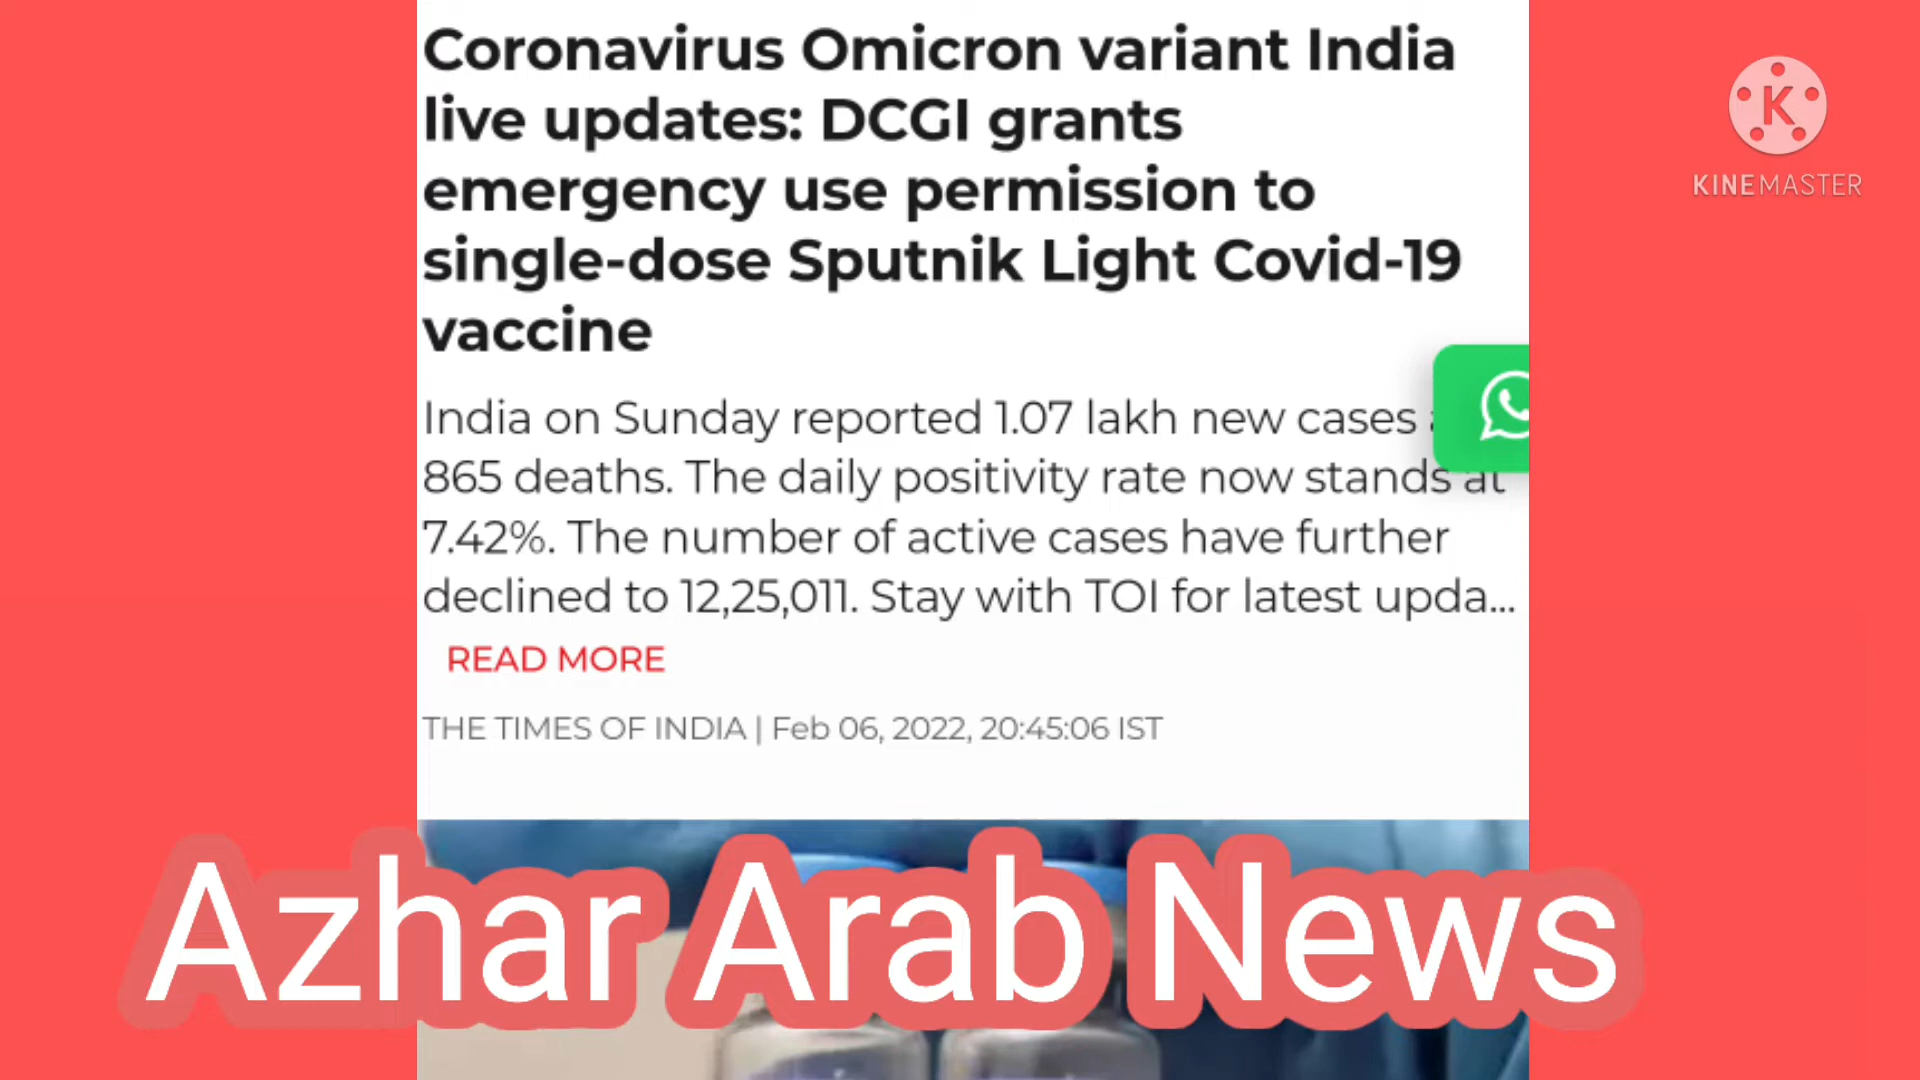 Coronavirus Omicron variant India
live updates: DCGI grants
emergency use permission to
single-dose Sputnik Light Covid-19
vaccine
K
KINEMASTER
India on Sunday reported 1.07 lakh new cases
865 deaths. The daily positivity rate now stands at
7.42%. The number of active cases have further
declined to 12,25,011. Stay with TOI for latest upda...
READ MORE
THE TIMES OF INDIA | Feb 06, 2022, 20:45:06 IST
Azhar Arab News